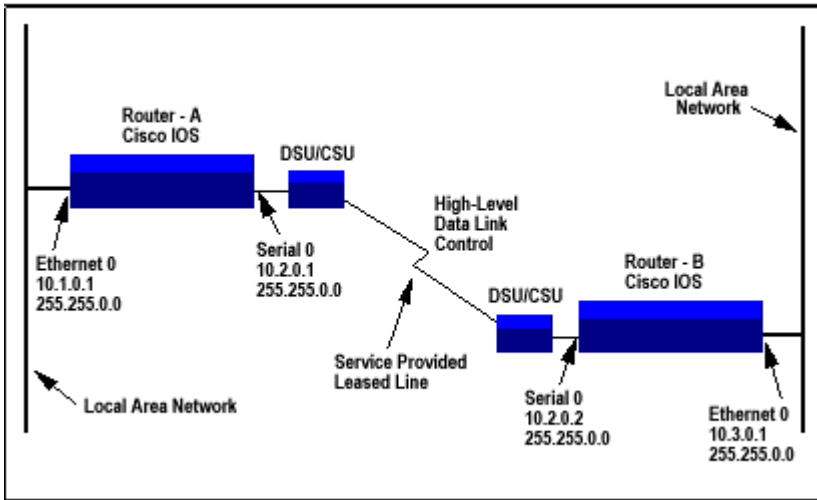 Router - A
Cisco IOS
DSU/CSU
Ethernet 0
10.1.0.1
255.255.0.0
Serial 0
10.2.0.1
255.255.0.0
High-Level
Data Link
Control
Local Area
Network
Router - B
Cisco IOS
DSU/CSU
Service Provided
Leased Line
Local Area Network
Serial 0
10.2.0.2
255.255.0.0
Ethernet 0
10.3.0.1
255.255.0.0